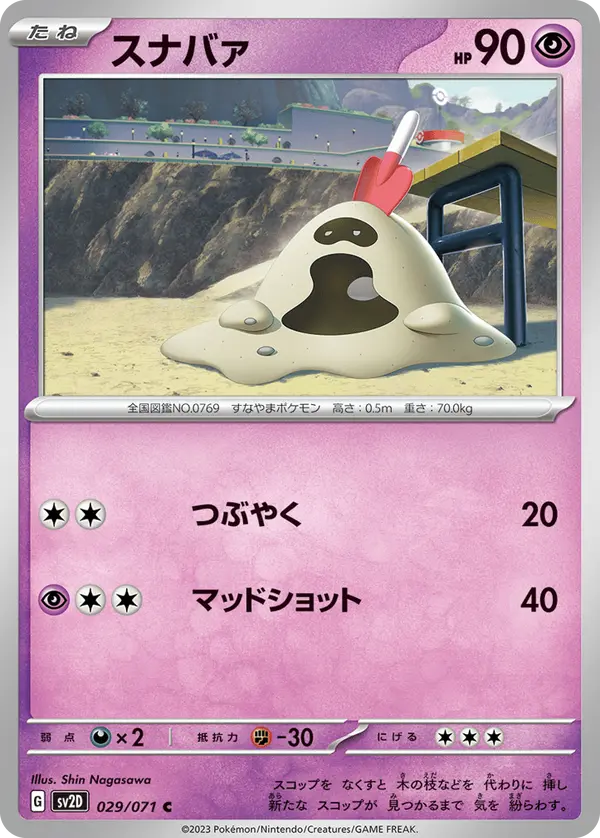 たね
スナバァ
HP90
全国図鑑NO.0769 すなやまポケモン 高さ:0.5m 重さ:70.0kg
つぶやく 20
マッドショット 40
弱点 ×2 抵抗力 -30 にげる
Illus. Shin Nagasawa
G sv2D 029/071 C
スコップを なくすと 木の枝などを 代わりに 挿し
新たな スコップが 見つかるまで 気を 紛らわす。
©2023 Pokémon/Nintendo/Creatures/GAME FREAK.